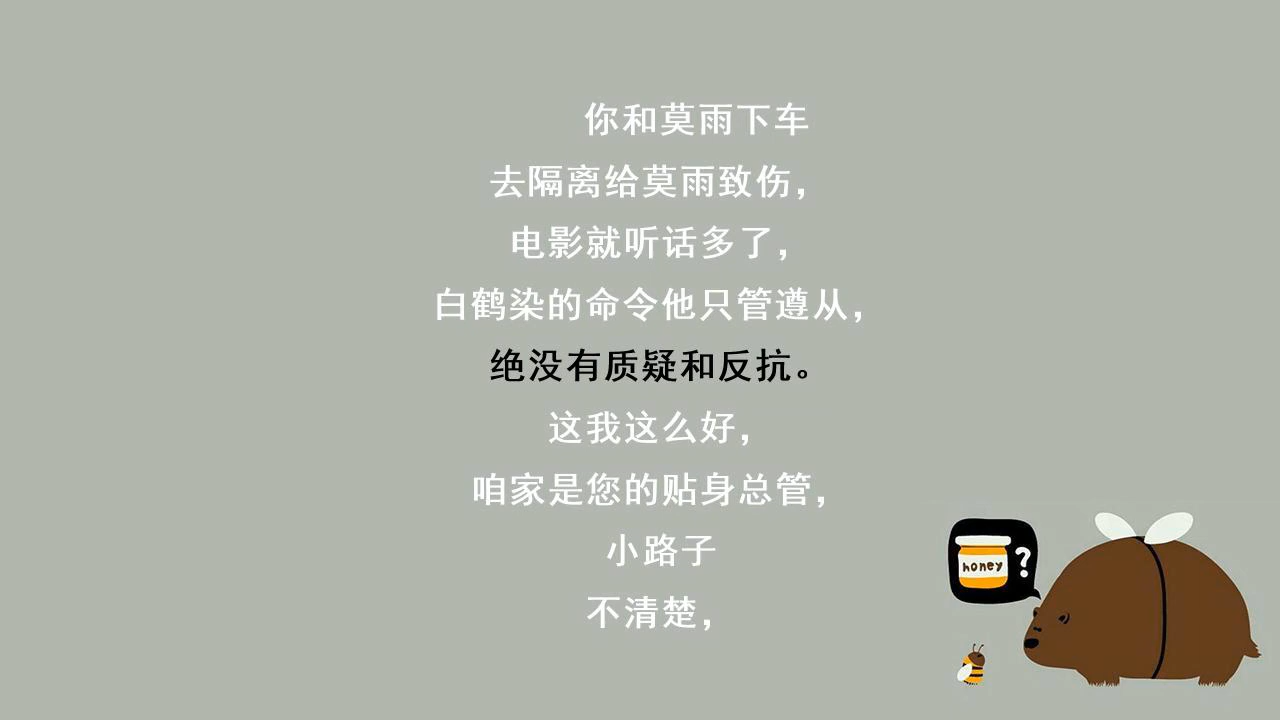 你和莫雨下车
去隔离给莫雨致伤，
电影就听话多了，
白鹤染的命令他只管遵从，
绝没有质疑和反抗。
这我这么好，
咱家是您的贴身总管，
小路子
不清楚，
honey
?